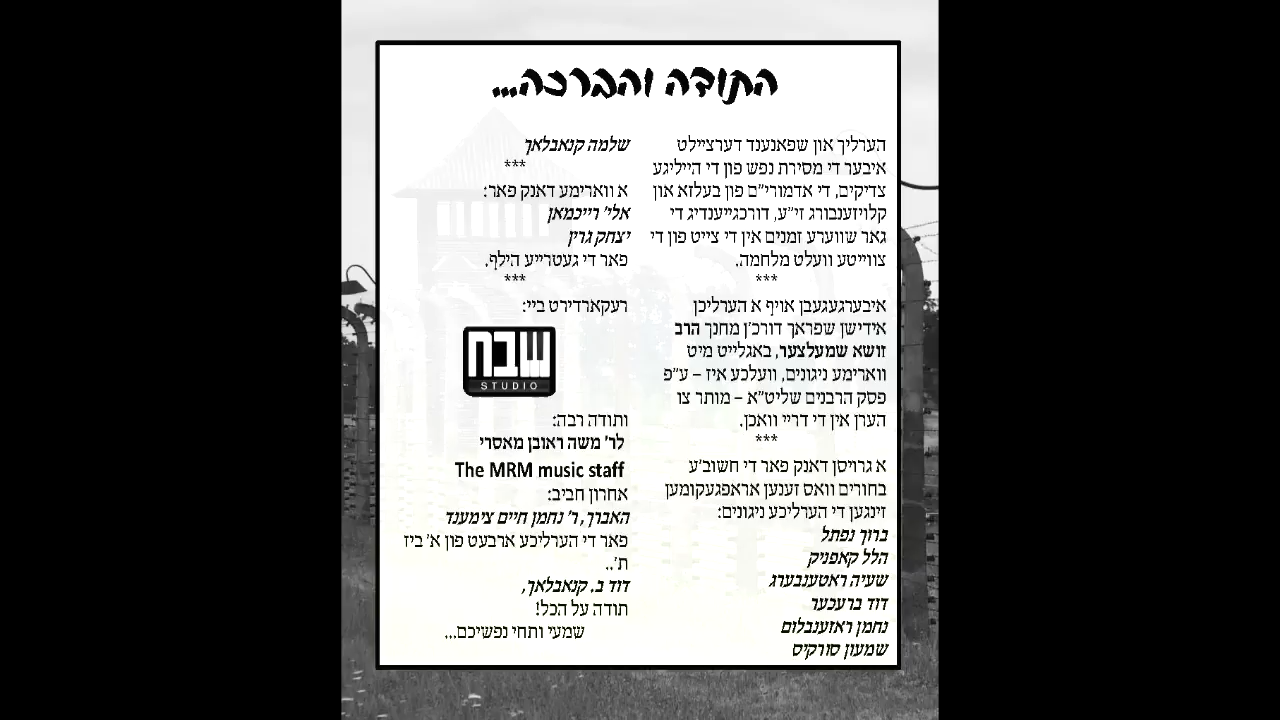 התודה והברכה...
הערליך און שפאנענד דערציילט
איבער די מסירת נפש פון די הייליגע
צדיקים, די אדמורי״ם פון בעלזא און
קלויזענבורג זי״ע, דורכגייענדיג די
גאר שווערע זמנים אין די צייט פון די
צווייטע וועלט מלחמה.
***
איבערגעגעבן אויף א הערליכן
אידישן שפראך דורכ׳ן מחנך הרב
זושא שמעלצער, באגלייט מיט
ווארימע ניגונים, וועלכע איז – ע״פ
פסק הרבנים שליט״א – מותר צו
הערן אין די דריי וואכן.
***
א גרויסן דאנק פאר די חשוב׳ע
בחורים וואס זענען אראפגעקומען
זינגען די הערליכע ניגונים:
ברוך נפתל
הלל קאפניק
שעיה ראטענבערג
דוד ברעכער
נחמן ראזענבלום
שמעון סורקיס
שלמה קנאבלאך
***
א ווארימע דאנק פאר:
אלי׳ רייכמאן
יצחק גרין
פאר די געטרייע הילף.
***
רעקארדירט ביי:
שבח
STUDIO
ותודה רבה:
לר׳ משה ראובן מאסרי
The MRM music staff
אחרון חביב:
האברך, ר׳ נחמן חיים צימענד
פאר די הערליכע ארבעט פון א׳ ביז
ת׳..
דוד ב. קנאבלאך,
תודה על הכל!
שמעי ותחי נפשיכם...